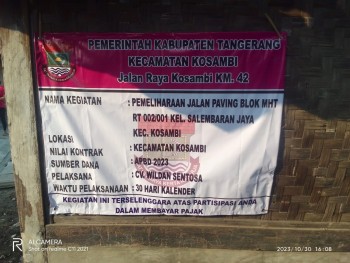 PEMERINTAH KABUPATEN TANGERANG
KECAMATAN KOSAMBI
Jalan Raya Kosambi KM. 42
NAMA KEGIATAN : PEMELIHARAAN JALAN PAVING BLOK MHT
RT 002/001 KEL. SALEMBARAN JAYA
KEC. KOSAMBI
LOKASI : KECAMATAN KOSAMBI
NILAI KONTRAK :
SUMBER DANA : APBD 2023
PELAKSANA : CV. WILDAN SENTOSA
WAKTU PELAKSANAAN : 30 HARI KALENDER
KEGIATAN INI TERSELENGGARA ATAS PARTISIPASI ANDA
DALAM MEMBAYAR PAJAK
ALCAMERA
2023/10/30 16:08